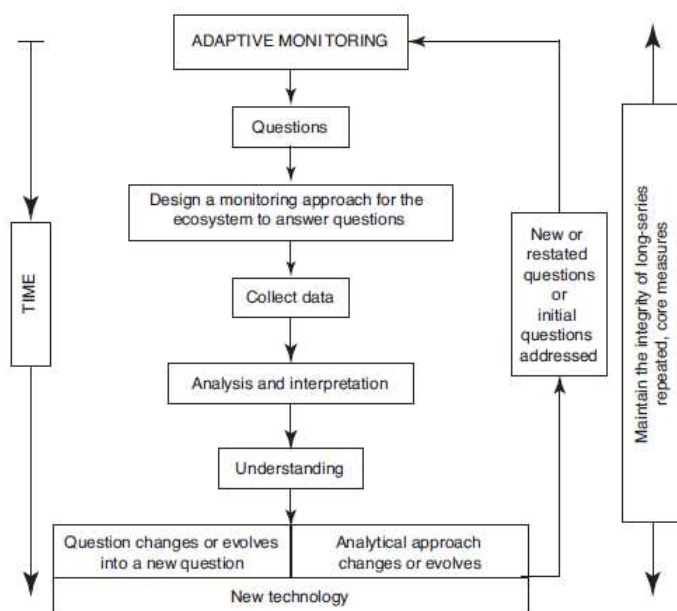 ADAPTIVE MONITORING
Questions
Design a monitoring approach for the
ecosystem to answer questions
Collect data
Analysis and interpretation
Understanding
Question changes or evolves
into a new question
Analytical approach
changes or evolves
New technology
TIME
New or
restated
questions
or
initial
questions
addressed
Maintain the integrity of long-series
repeated, core measures